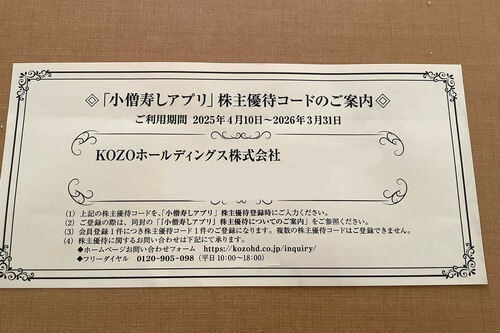 ◇「小僧寿しアプリ」株主優待コードのご案内◇
ご利用期間 2025年4月10日～2026年3月31日
KOZOホールディングス株式会社
(1) 上記の株主優待コードを、「小僧寿しアプリ」株主優待登録時にご入力ください。
(2) ご登録の際は、同封の「「小僧寿しアプリ」株主優待についてのご案内」をご参照ください。
(3) 会員登録1件につき株主優待コード1件のご登録になります。複数の株主優待コードはご登録できません。
(4) 株主優待に関するお問い合わせは下記にて承ります。
◆ホームページお問い合わせフォーム https://kozohd.co.jp/inquiry/
◆フリーダイヤル 0120-905-098（平日10:00～18:00）